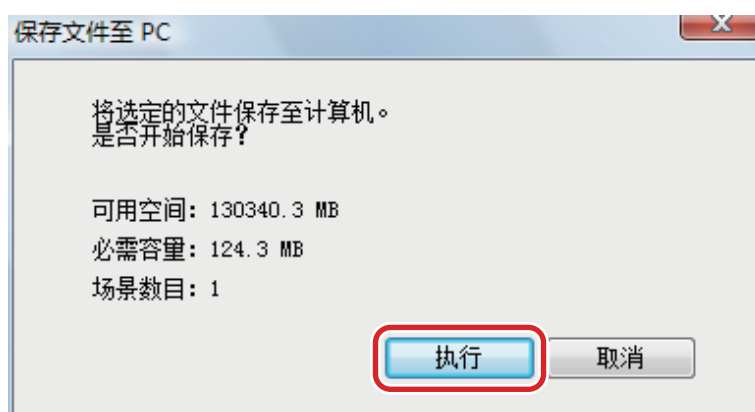 保存文件至 PC
将选定的文件保存至计算机。
是否开始保存?
可用空间: 130340.3 MB
必需容量: 124.3 MB
场景数目: 1
执行
取消